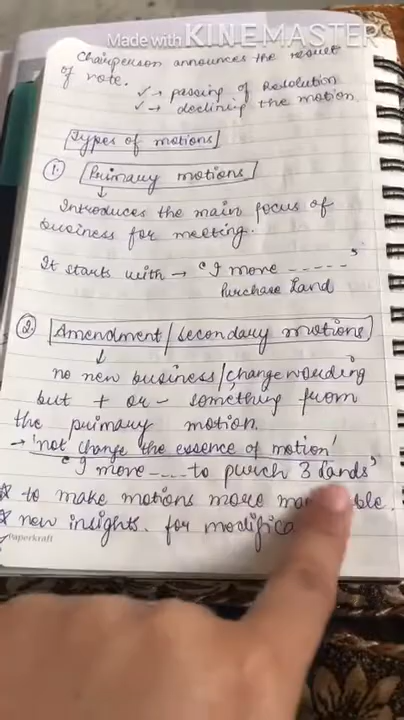 Made with KINEMASTER
Chairperson announces the result
of vote.
✓→ passing of Resolution
✓→ declining the motion.
Types of motions
1. Primary motions
↓
Introduces the main focus of
business for meeting.
It starts with → "I move -----"
Purchase Land
2 Amendment/secondary motions
↓
no new business/change wording
but + or - something from
the primary motion.
→ 'not change the essence of motion'
"I move ---- to purch 3 lands"
☆ to make motions more
☆ new insights. for modifica
Paperkraft